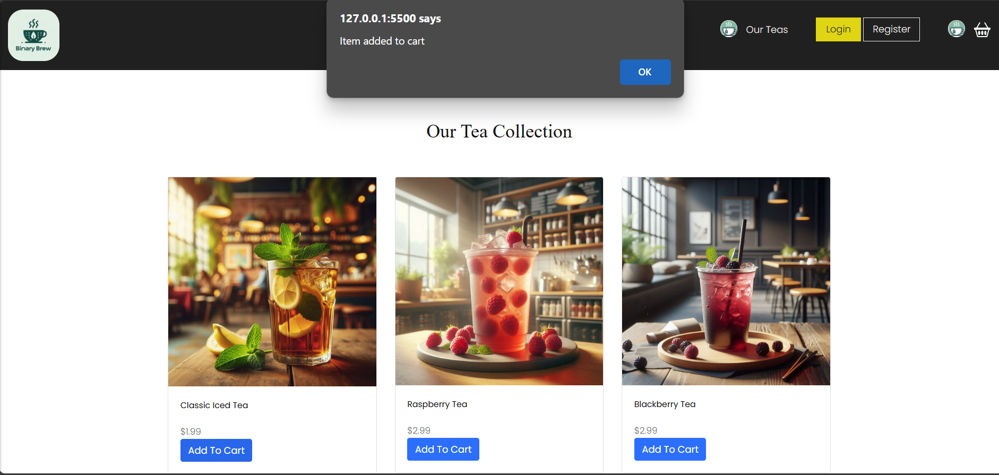 Binary Brew
127.0.0.1:5500 says
Item added to cart
OK
Our Teas
Login
Register
Our Tea Collection
Classic Iced Tea
$1.99
Add To Cart
Raspberry Tea
$2.99
Add To Cart
Blackberry Tea
$2.99
Add To Cart